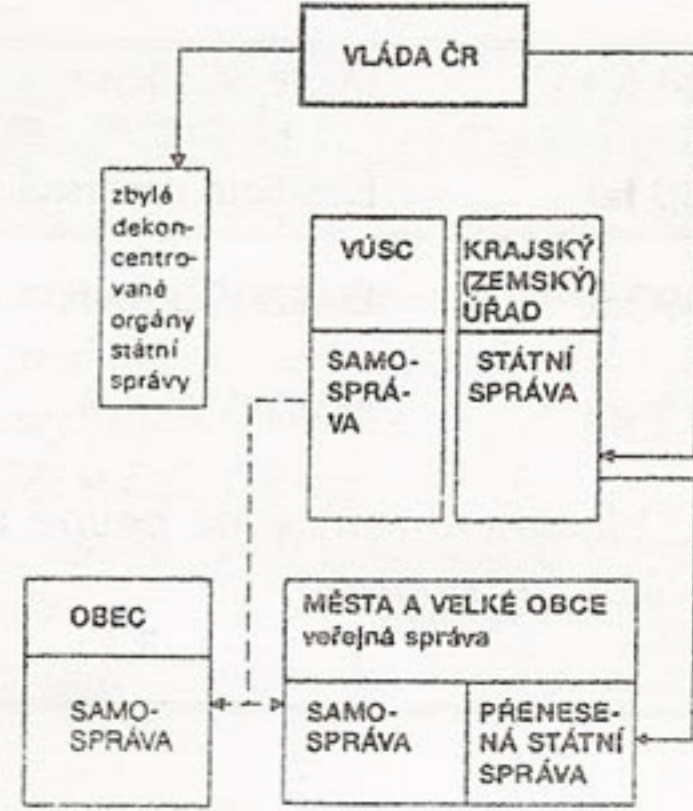 VLÁDA ČR
zbylé
dekon-
centro-
vané
orgány
státní
správy
VÚSC
SAMO-
SPRÁ-
VA
KRAJSKÝ
(ZEMSKÝ)
ÚŘAD
STÁTNÍ
SPRÁVA
OBEC
SAMO-
SPRÁVA
MĚSTA A VELKÉ OBCE
veřejná správa
SAMO-
SPRÁVA
PŘENESE-
NÁ STÁTNÍ
SPRÁVA